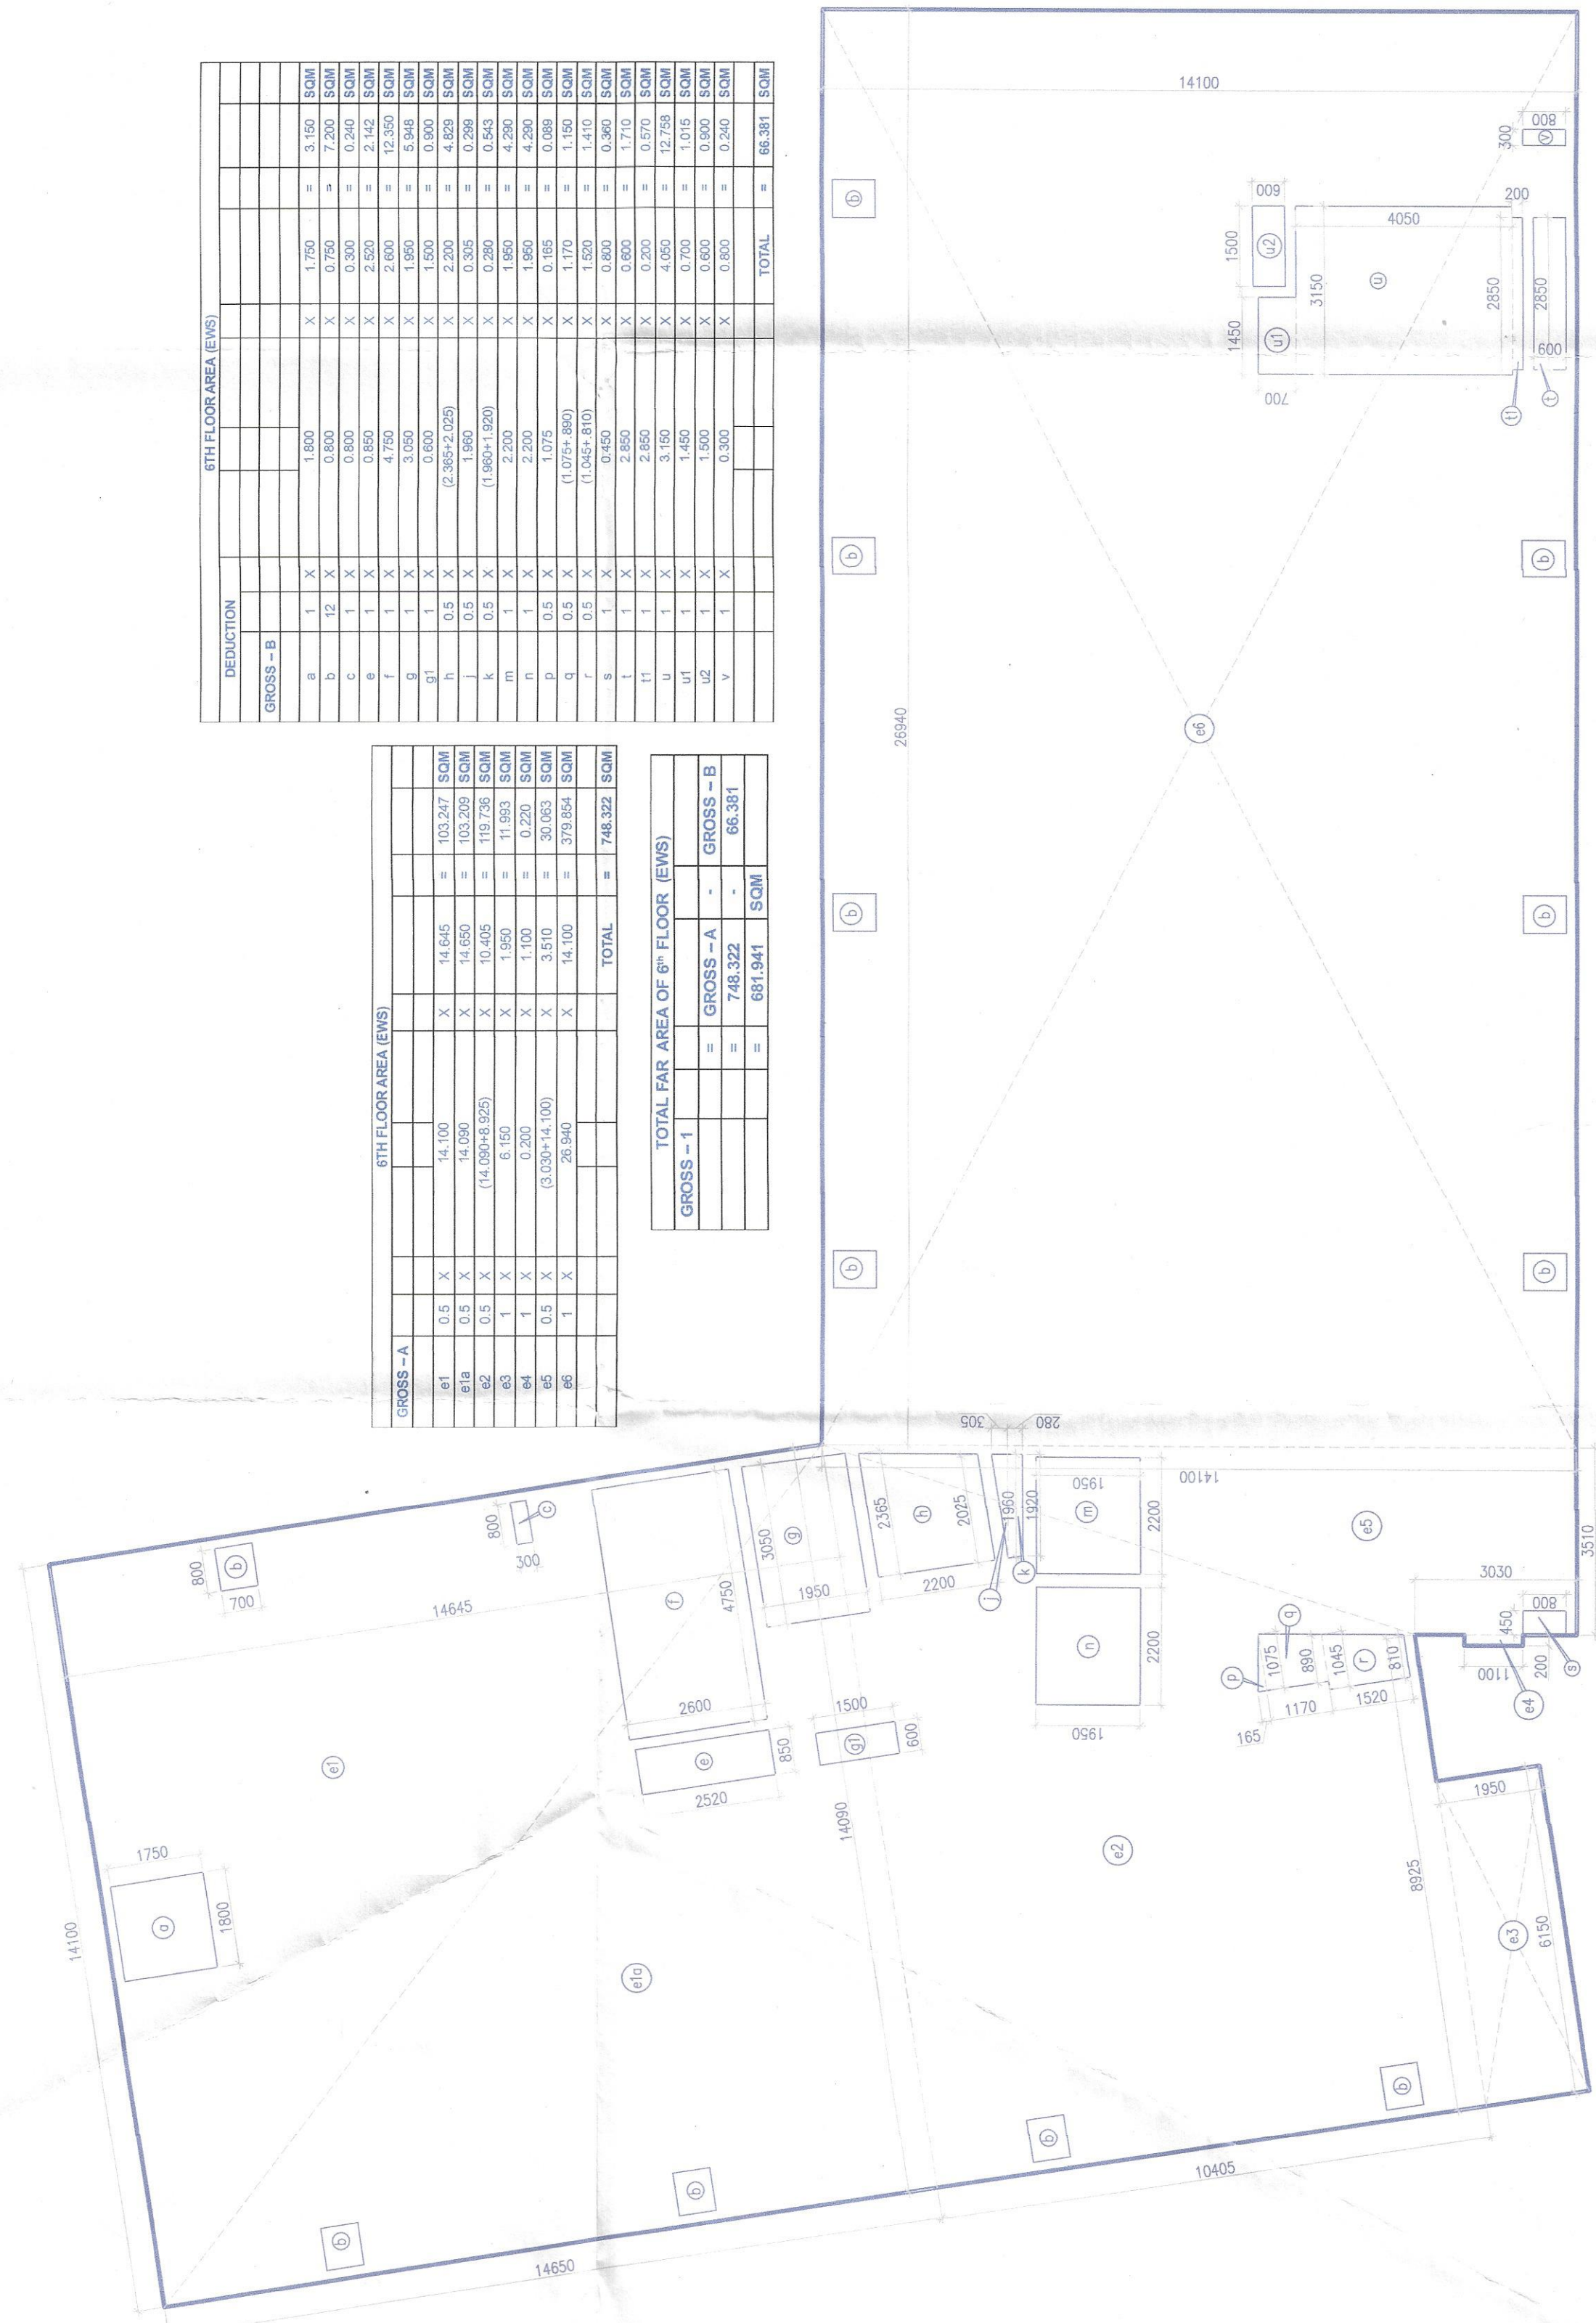 6TH FLOOR AREA (EWS)
DEDUCTION
GROSS – B
a 1 X 1.800 X 1.750 = 3.150 SQM
b 12 X 0.800 X 0.750 = 7.200 SQM
c 1 X 0.800 X 0.300 = 0.240 SQM
e 1 X 0.850 X 2.520 = 2.142 SQM
f 1 X 4.750 X 2.600 = 12.350 SQM
g 1 X 3.050 X 1.950 = 5.948 SQM
g1 1 X 0.600 X 1.500 = 0.900 SQM
h 0.5 X (2.365+2.025) X 2.200 = 4.829 SQM
j 0.5 X 1.960 X 0.305 = 0.299 SQM
k 0.5 X (1.960+1.920) X 0.280 = 0.543 SQM
m 1 X 2.200 X 1.950 = 4.290 SQM
n 1 X 2.200 X 1.950 = 4.290 SQM
p 0.5 X 1.075 X 0.165 = 0.089 SQM
q 0.5 X (1.075+.890) X 1.170 = 1.150 SQM
r 0.5 X (1.045+.810) X 1.520 = 1.410 SQM
s 1 X 0.450 X 0.800 = 0.360 SQM
t 1 X 2.850 X 0.600 = 1.710 SQM
t1 1 X 2.850 X 0.200 = 0.570 SQM
u 1 X 3.150 X 4.050 = 12.758 SQM
u1 1 X 1.450 X 0.700 = 1.015 SQM
u2 1 X 1.500 X 0.600 = 0.900 SQM
v 1 X 0.300 X 0.800 = 0.240 SQM
TOTAL = 66.381 SQM
6TH FLOOR AREA (EWS)
GROSS – A
e1 0.5 X 14.100 X 14.645 = 103.247 SQM
e1a 0.5 X 14.090 X 14.650 = 103.209 SQM
e2 0.5 X (14.090+8.925) X 10.405 = 119.736 SQM
e3 1 X 6.150 X 1.950 = 11.993 SQM
e4 1 X 0.200 X 1.100 = 0.220 SQM
e5 0.5 X (3.030+14.100) X 3.510 = 30.063 SQM
e6 1 X 26.940 X 14.100 = 379.854 SQM
TOTAL = 748.322 SQM
TOTAL FAR AREA OF 6th FLOOR (EWS)
GROSS – 1
= GROSS – A - GROSS – B
= 748.322 - 66.381
= 681.941 SQM
14100
14645
14650
1750
1800
a
b
800
700
800
300
c
e1
e1a
f
4750
2600
e
2520
850
g
3050
1950
1500
g1
600
14090
h
2365
2025
2200
305
280
1960
1920
j
k
m
1950
2200
n
2200
1950
14100
e5
3510
3030
p
q
1075
890
1045
r
810
165
1170
1520
450
800
1100
200
s
e4
e2
8925
1950
e3
6150
10405
b
b
b
b
26940
e6
14100
b
b
b
b
b
b
b
1450
1500
600
u2
u1
700
3150
4050
u
2850
200
2850
600
t1
t
300
800
v